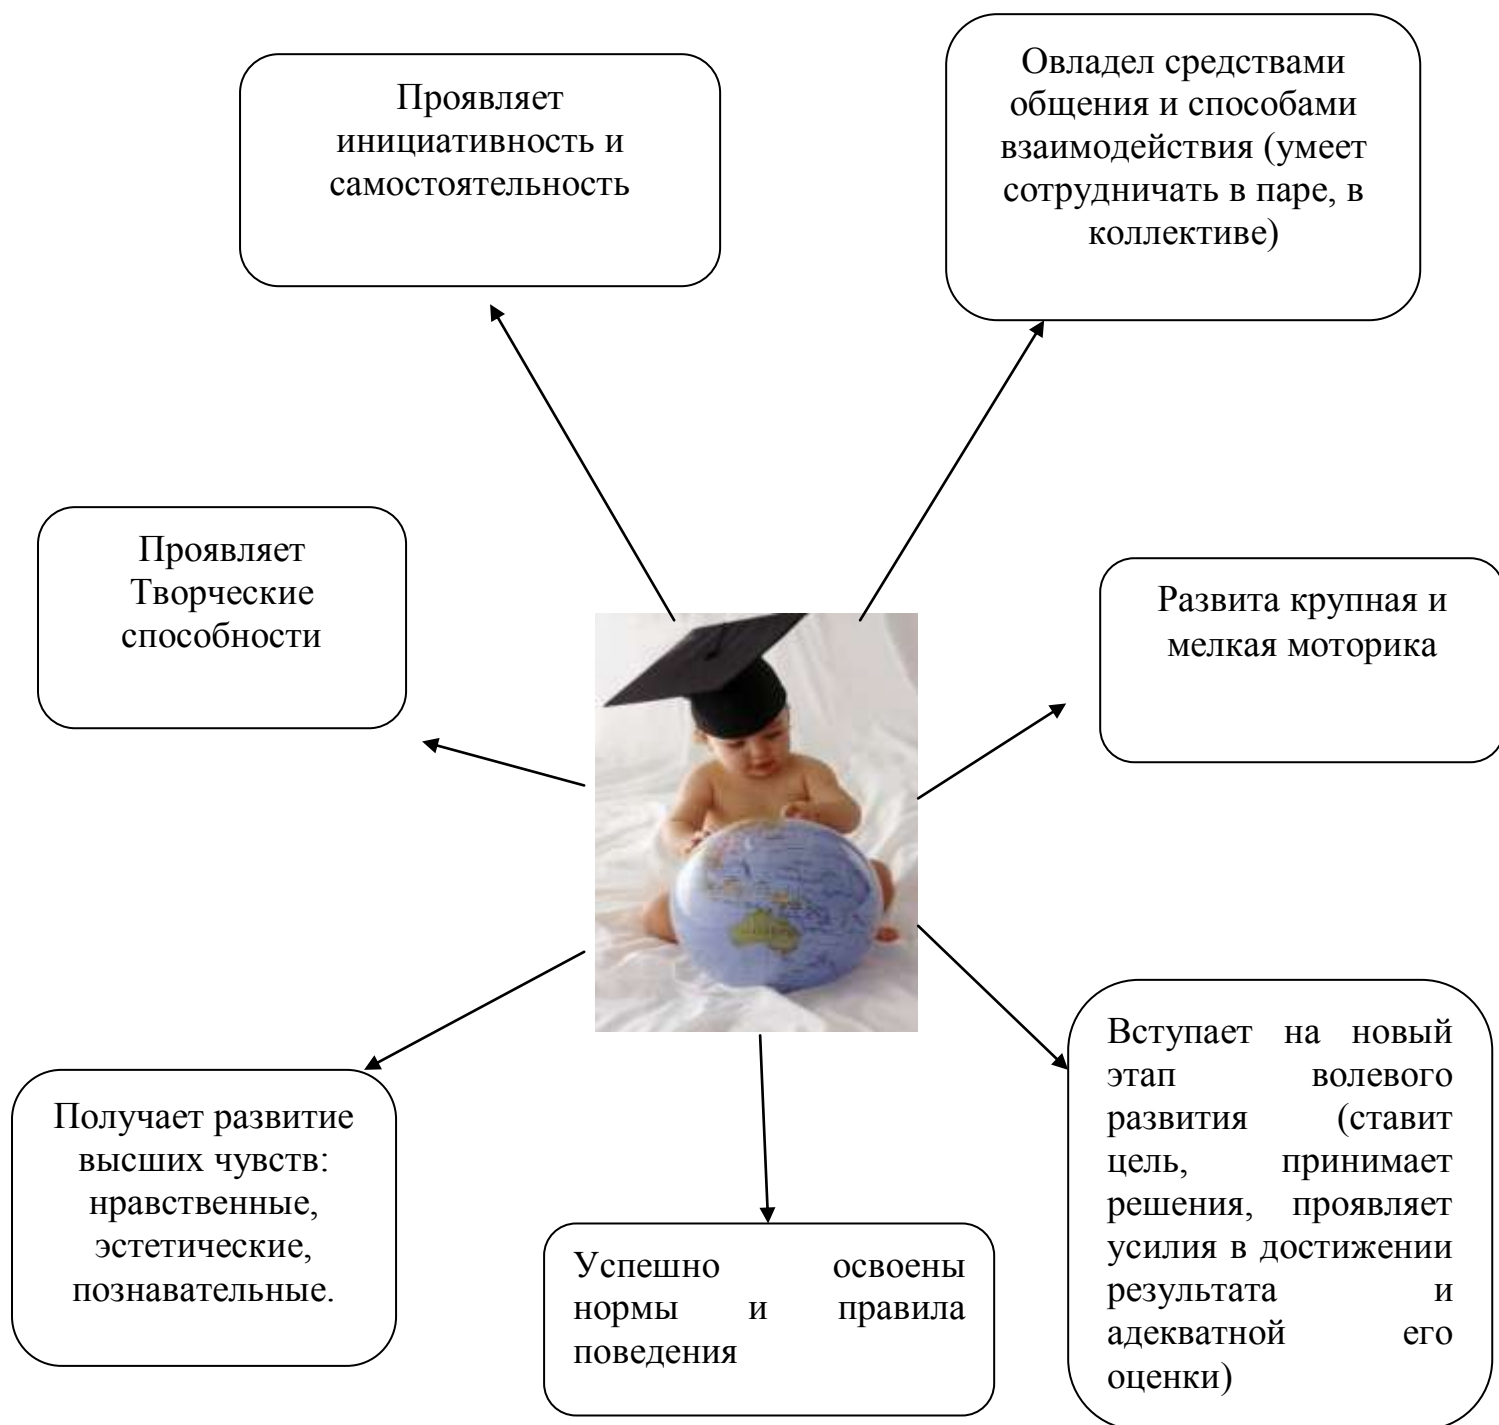 Проявляет
инициативность и
самостоятельность
Овладел средствами
общения и способами
взаимодействия (умеет
сотрудничать в паре, в
коллективе)
Проявляет
Творческие
способности
Развита крупная и
мелкая моторика
Получает развитие
высших чувств:
нравственные,
эстетические,
познавательные.
Успешно освоены
нормы и правила
поведения
Вступает на новый
этап волевого
развития (ставит
цель, принимает
решения, проявляет
усилия в достижении
результата и
адекватной его
оценки)